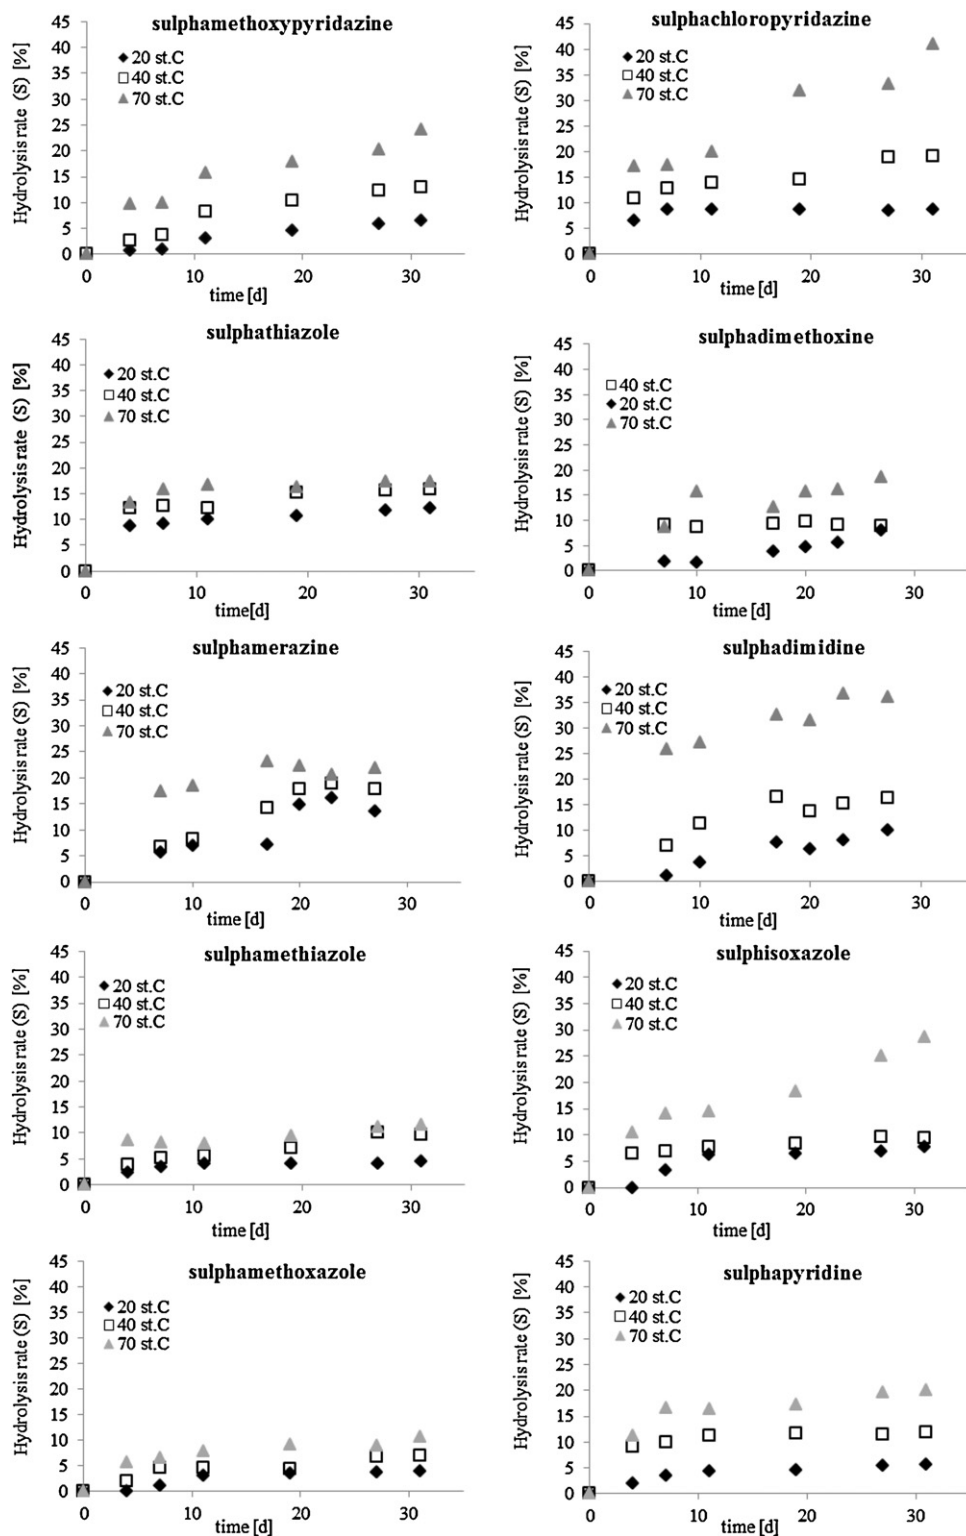 sulphamethoxypyridazine
Hydrolysis rate (S) [%]
45
40
35
30
25
20
15
10
5
0
20 st.C
40 st.C
70 st.C
0 10 20 30
time [d]
sulphachloropyridazine
Hydrolysis rate (S) [%]
45
40
35
30
25
20
15
10
5
0
20 st.C
40 st.C
70 st.C
0 10 20 30
time [d]
sulphathiazole
Hydrolysis rate (S) [%]
45
40
35
30
25
20
15
10
5
0
20 st.C
40 st.C
70 st.C
0 10 20 30
time[d]
sulphadimethoxine
Hydrolysis rate (S) [%]
45
40
35
30
25
20
15
10
5
0
40 st.C
20 st.C
70 st.C
0 10 20 30
time [d]
sulphamerazine
Hydrolysis rate (S) [%]
45
40
35
30
25
20
15
10
5
0
20 st.C
40 st.C
70 st.C
0 10 20 30
time [d]
sulphadimidine
Hydrolysis rate (S) [%]
45
40
35
30
25
20
15
10
5
0
20 st.C
40 st.C
70 st.C
0 10 20 30
time [d]
sulphamethiazole
Hydrolysis rate (S) [%]
45
40
35
30
25
20
15
10
5
0
20 st.C
40 st.C
70 st.C
0 10 20 30
time [d]
sulphisoxazole
Hydrolysis rate (S) [%]
45
40
35
30
25
20
15
10
5
0
20 st.C
40 st.C
70 st.C
0 10 20 30
time [d]
sulphamethoxazole
Hydrolysis rate (S) [%]
45
40
35
30
25
20
15
10
5
0
20 st.C
40 st.C
70 st.C
0 10 20 30
time [d]
sulphapyridine
Hydrolysis rate (S) [%]
45
40
35
30
25
20
15
10
5
0
20 st.C
40 st.C
70 st.C
0 10 20 30
time [d]